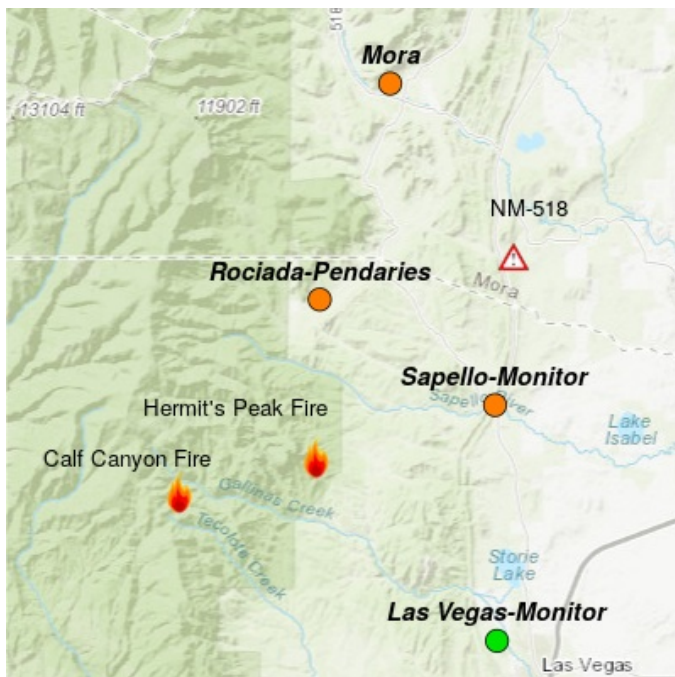 518
Mora
13104 ft
11902 ft
NM-518
Rociada-Pendaries
Mora
Sapello-Monitor
Sapello River
Hermit's Peak Fire
Lake
Isabel
Calf Canyon Fire
Gallinas Creek
Tecolote Creek
Storie
Lake
Las Vegas-Monitor
Las Vegas